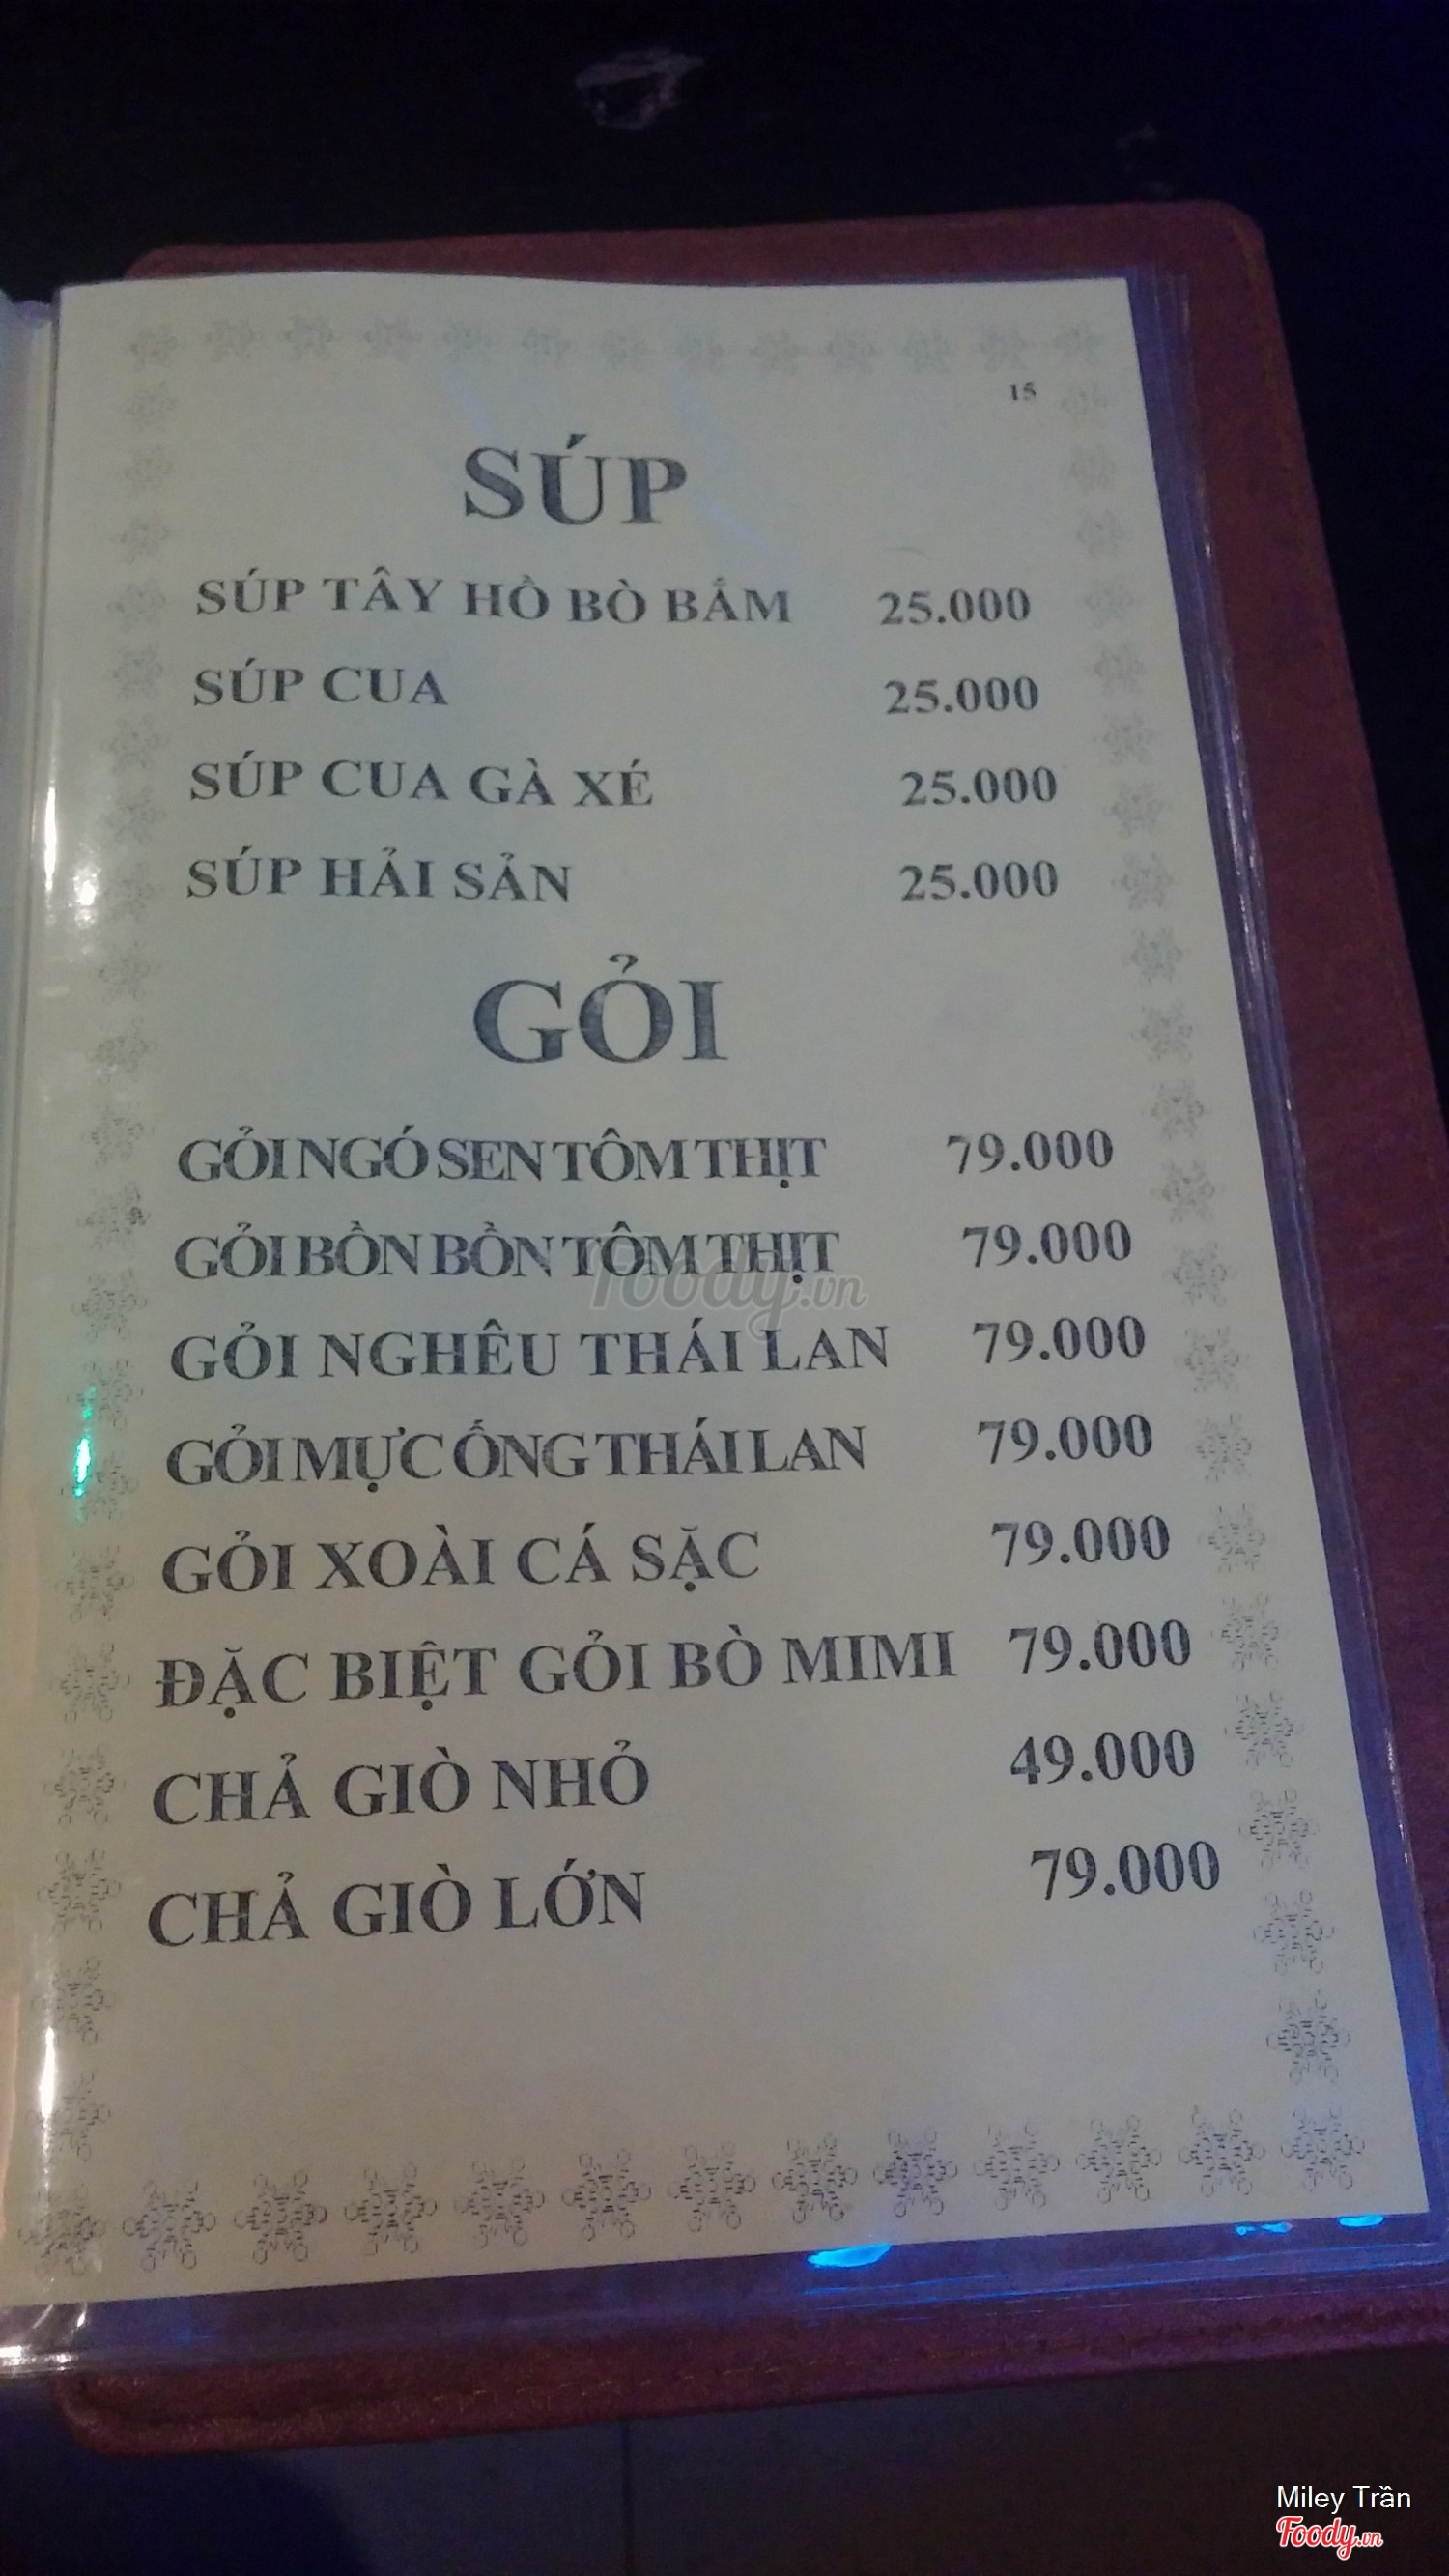 15
SÚP
SÚP TÂY HỒ BÒ BẰM 25.000
SÚP CUA 25.000
SÚP CUA GÀ XÉ 25.000
SÚP HẢI SẢN 25.000
GỎI
GỎI NGÓ SEN TÔM THỊT 79.000
GỎI BỒN BỒN TÔM THỊT 79.000
GỎI NGHÊU THÁI LAN 79.000
GỎI MỰC ỐNG THÁI LAN 79.000
GỎI XOÀI CÁ SẶC 79.000
ĐẶC BIỆT GỎI BÒ MIMI 79.000
CHẢ GIÒ NHỎ 49.000
CHẢ GIÒ LỚN 79.000
Foody.vn
Miley Trần
Foody.vn